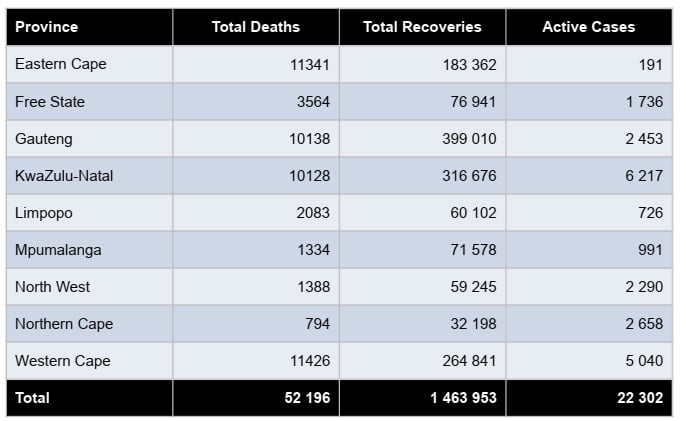 Province Total Deaths Total Recoveries Active Cases
Eastern Cape 11341 183 362 191
Free State 3564 76 941 1 736
Gauteng 10138 399 010 2 453
KwaZulu-Natal 10128 316 676 6 217
Limpopo 2083 60 102 726
Mpumalanga 1334 71 578 991
North West 1388 59 245 2 290
Northern Cape 794 32 198 2 658
Western Cape 11426 264 841 5 040
Total 52 196 1 463 953 22 302